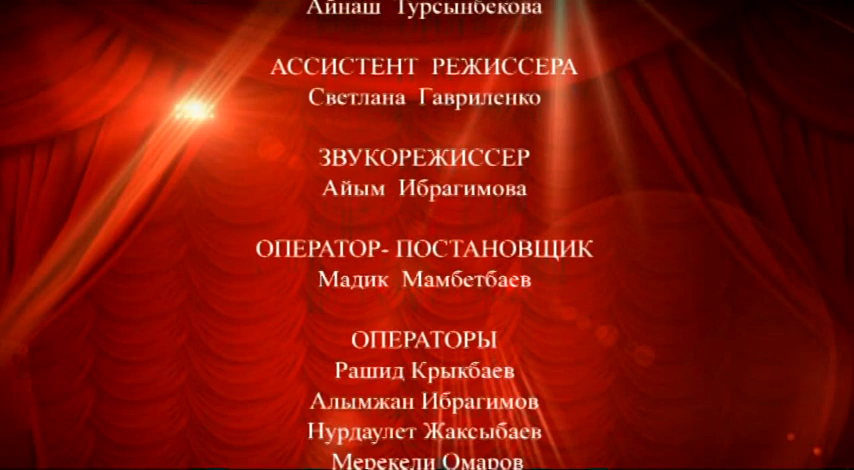 Айнаш Турсынбекова
АССИСТЕНТ РЕЖИССЕРА
Светлана Гавриленко
ЗВУКОРЕЖИССЕР
Айым Ибрагимова
ОПЕРАТОР- ПОСТАНОВЩИК
Мадик Мамбетбаев
ОПЕРАТОРЫ
Рашид Крыкбаев
Алымжан Ибрагимов
Нурдаулет Жаксыбаев
Мерекели Омаров